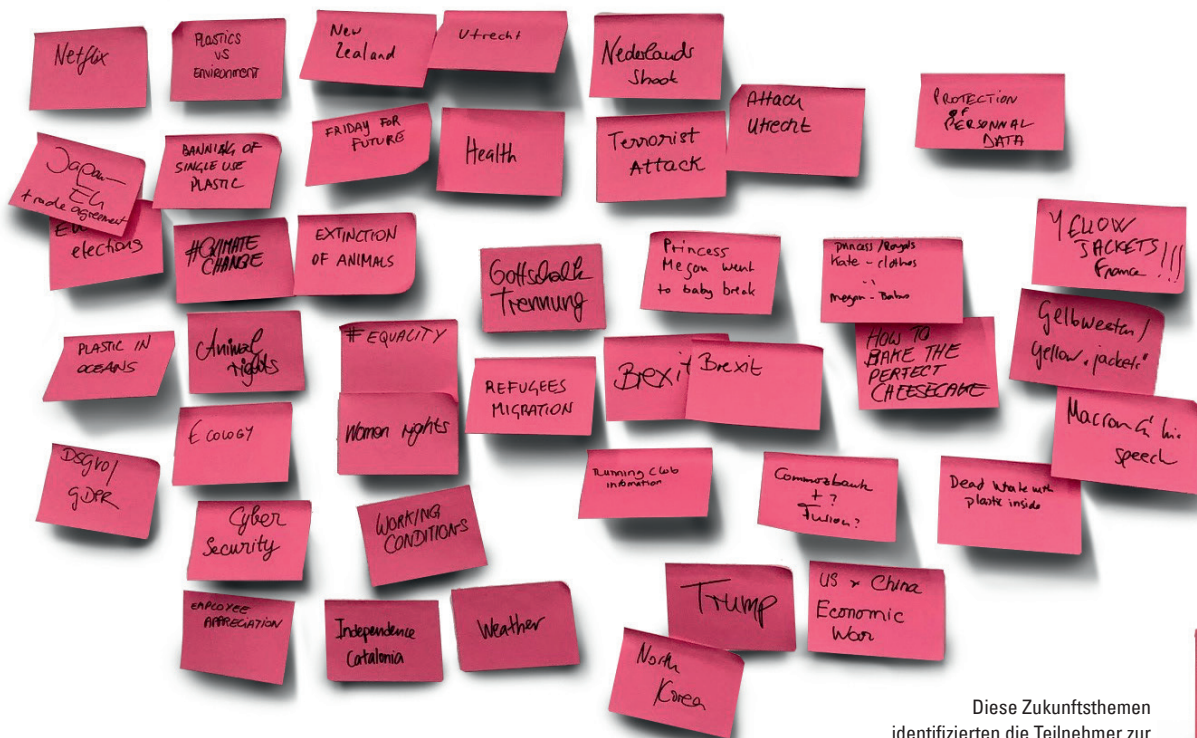 Netflix
PLASTICS
VS
ENVIRONMENT
New
Zealand
Utrecht
Nederlands
Shoot
Attack
Utrecht
PROTECTION
OF
PERSONNAL
DATA
Japan
EU
trade agreement
elections
BANNING OF
SINGLE USE
PLASTIC
FRIDAY FOR
FUTURE
Health
Terrorist
Attack
#CLIMATE
CHANGE
EXTINCTION
OF ANIMALS
Gottschalk
Trennung
Princess
Megan went
to baby break
Princess/Royals
Kate - clothes
Megan -
YELLOW
JACKETS!!!
France
PLASTIC IN
OCEANS
Animal
rights
# EQUALITY
REFUGEES
MIGRATION
Brexit
Brexit
HOW TO
BAKE THE
PERFECT
CHEESECAKE
Gelbwesten/
Yellow "jackets"
ECOLOGY
Women rights
Macron
speech
DSGVO/
GDPR
Cyber
Security
WORKING
CONDITIONS
Running Club
information
Commerzbank
+ ?
Fusion?
Dead whale with
plastic inside
EMPLOYEE
APPRECIATION
Independence
Catalonia
Weather
Trump
US x China
Economic
War
North
Korea
Diese Zukunftsthemen
identifizierten die Teilnehmer zur